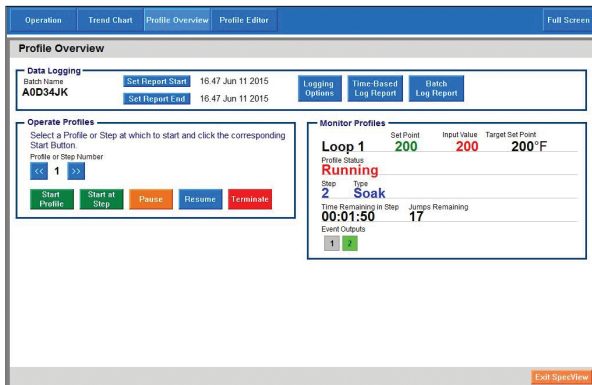 Operation Trend Chart Profile Overview Profile Editor Full Screen
Profile Overview
Data Logging
Batch Name
A0D34JK
Set Report Start 16.47 Jun 11 2015
Set Report End 16.47 Jun 11 2015
Logging Options
Time-Based Log Report
Batch Log Report
Operate Profiles
Select a Profile or Step at which to start and click the corresponding
Start Button.
Profile or Step Number
<< 1 >>
Start Profile
Start at Step
Pause
Resume
Terminate
Monitor Profiles
Set Point Input Value Target Set Point
Loop 1 200 200 200°F
Profile Status
Running
Step Type
2 Soak
Time Remaining in Step Jumps Remaining
00:01:50 17
Event Outputs
1 2
Exit SpecView